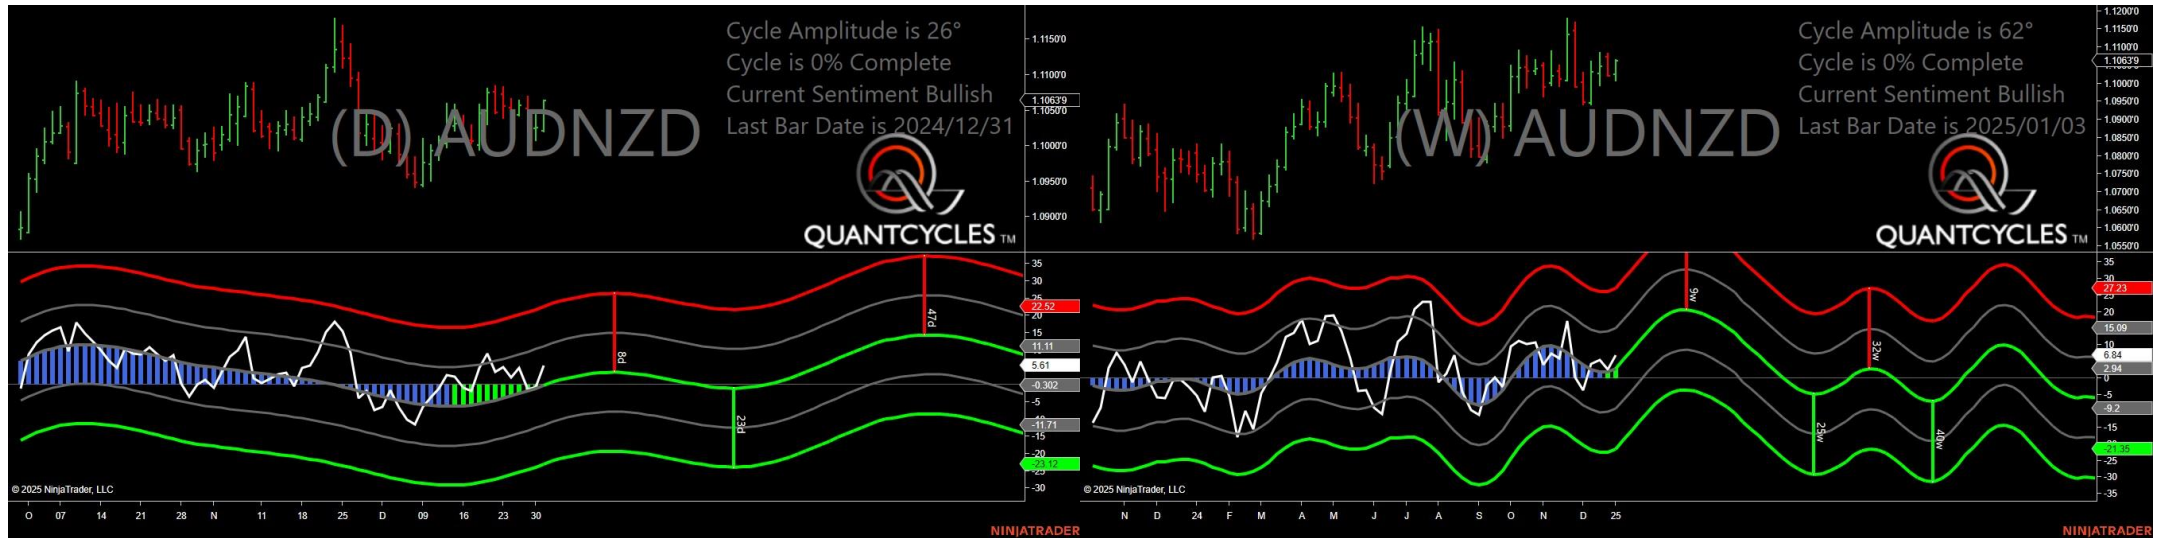 Cycle Amplitude is 26°
Cycle is 0% Complete
Current Sentiment Bullish
Last Bar Date is 2024/12/31
(D) AUDNZD
QUANTCYCLES TM
1.1150'0
1.1100'0
1.1063'9
1.1050'0
1.1000'0
1.0950'0
1.0900'0
35
30
22.52
20
15
11.11
5.61
-0.302
-5
-11.71
-15
-20
-23.12
-30
8d
23d
47d
© 2025 NinjaTrader, LLC
O 07 14 21 28 N 11 18 25 D 09 16 23 30
NINJATRADER
Cycle Amplitude is 62°
Cycle is 0% Complete
Current Sentiment Bullish
Last Bar Date is 2025/01/03
(W) AUDNZD
QUANTCYCLES TM
1.1200'0
1.1150'0
1.1100'0
1.1063'9
1.1000'0
1.0950'0
1.0900'0
1.0850'0
1.0800'0
1.0750'0
1.0700'0
1.0650'0
1.0600'0
1.0550'0
35
30
27.23
20
15.09
10
6.84
2.94
0
-5
-9.2
-15
-21.35
-30
-35
9w
32w
25w
40w
© 2025 NinjaTrader, LLC
N D 24 F M A M J J A S O N D 25
NINJATRADER